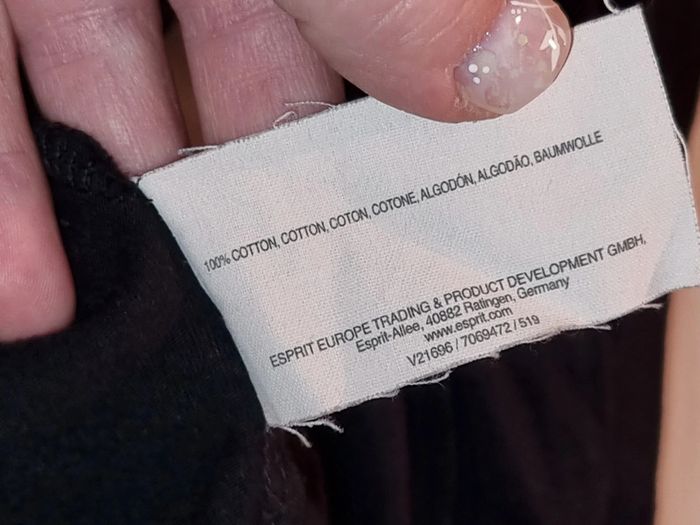 100% COTTON, COTTON, COTON, COTONE, ALGODÓN, ALGODÃO, BAUMWOLLE
ESPRIT EUROPE TRADING & PRODUCT DEVELOPMENT GMBH,
Esprit-Allee, 40882 Ratingen, Germany
www.esprit.com
V21696 / 7069472 / 519